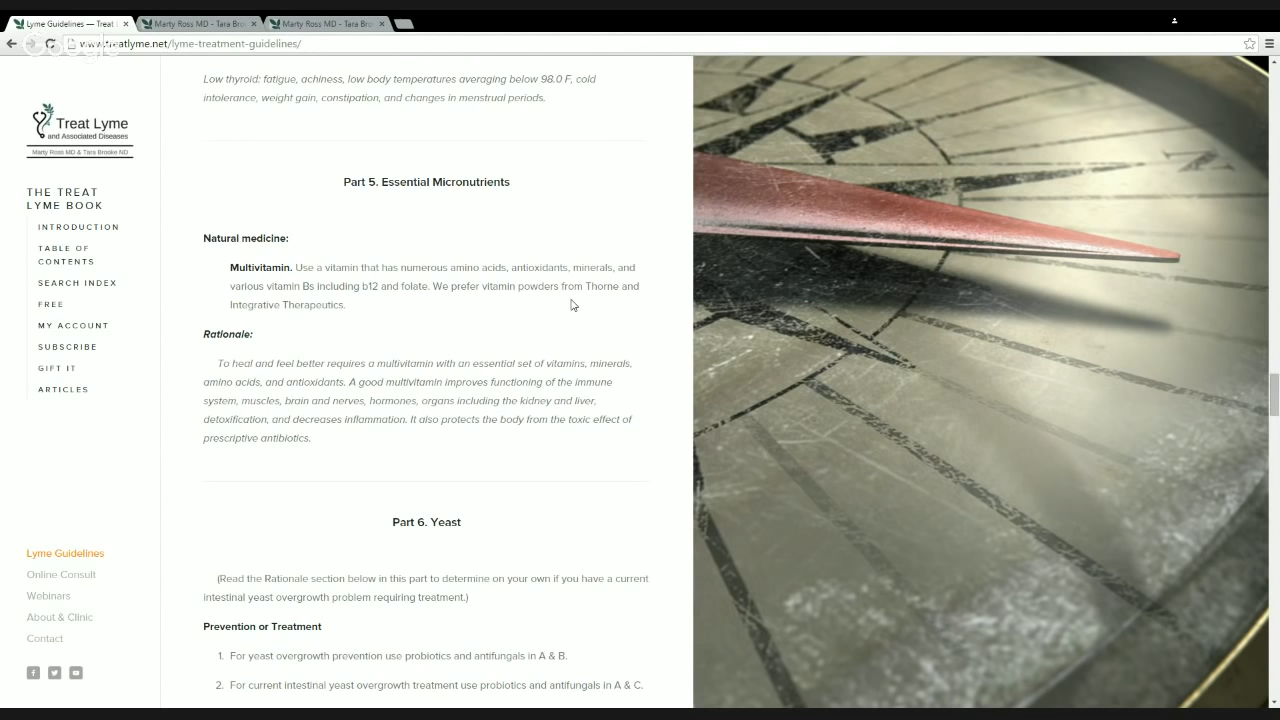 Lyme Guidelines — Treat L
Marty Ross MD - Tara Bro
Marty Ross MD - Tara Bro
Google
www.treatlyme.net/lyme-treatment-guidelines/
Treat Lyme
and Associated Diseases
Marty Ross MD & Tara Brooke ND
THE TREAT
LYME BOOK
INTRODUCTION
TABLE OF
CONTENTS
SEARCH INDEX
FREE
MY ACCOUNT
SUBSCRIBE
GIFT IT
ARTICLES
Lyme Guidelines
Online Consult
Webinars
About & Clinic
Contact
Low thyroid: fatigue, achiness, low body temperatures averaging below 98.0 F, cold
intolerance, weight gain, constipation, and changes in menstrual periods.
Part 5. Essential Micronutrients
Natural medicine:
Multivitamin. Use a vitamin that has numerous amino acids, antioxidants, minerals, and
various vitamin Bs including b12 and folate. We prefer vitamin powders from Thorne and
Integrative Therapeutics.
Rationale:
To heal and feel better requires a multivitamin with an essential set of vitamins, minerals,
amino acids, and antioxidants. A good multivitamin improves functioning of the immune
system, muscles, brain and nerves, hormones, organs including the kidney and liver,
detoxification, and decreases inflammation. It also protects the body from the toxic effect of
prescriptive antibiotics.
Part 6. Yeast
(Read the Rationale section below in this part to determine on your own if you have a current
intestinal yeast overgrowth problem requiring treatment.)
Prevention or Treatment
1. For yeast overgrowth prevention use probiotics and antifungals in A & B.
2. For current intestinal yeast overgrowth treatment use probiotics and antifungals in A & C.